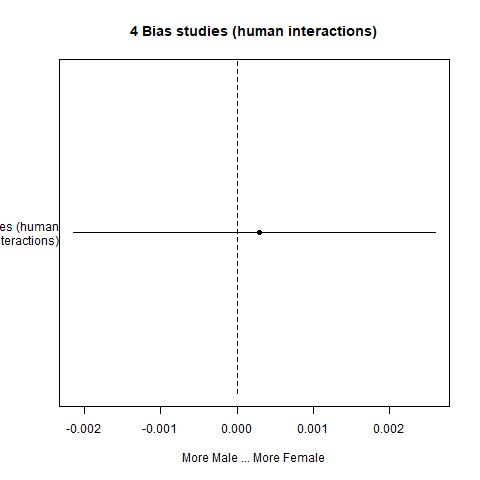 4 Bias studies (human interactions)
es (human
teractions)
-0.002 -0.001 0.000 0.001 0.002
More Male ... More Female